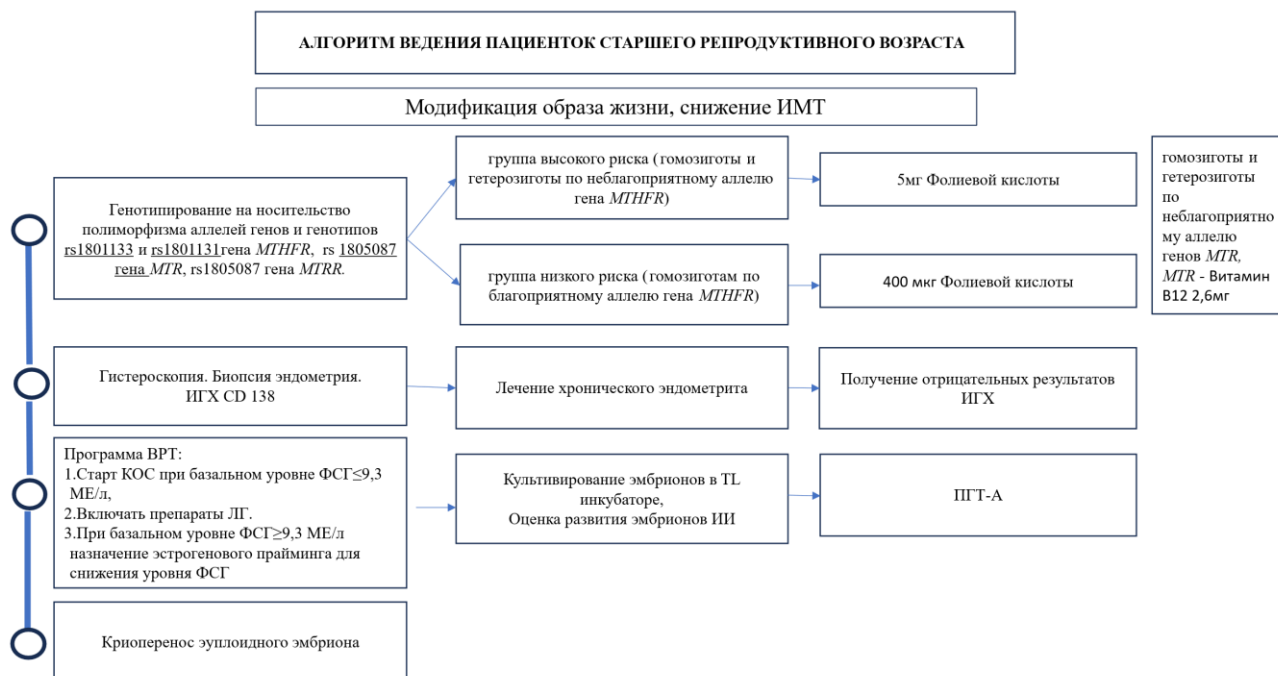 АЛГОРИТМ ВЕДЕНИЯ ПАЦИЕНТОК СТАРШЕГО РЕПРОДУКТИВНОГО ВОЗРАСТА
Модификация образа жизни, снижение ИМТ
Генотипирование на носительство
полиморфизма аллелей генов и генотипов
rs1801133 и rs1801131гена MTHFR, rs 1805087
гена MTR, rs1805087 гена MTRR.
группа высокого риска ( гомозиготы и
гетерозиготы по неблагоприятному аллелю
гена MTHFR)
5мг Фолиевой кислоты
группа низкого риска (гомозиготам по
благоприятному аллелю гена MTHFR)
400 мкг Фолиевой кислоты
гомозиготы и
гетерозиготы
по
неблагоприятно
му аллелю
генов MTR,
MTR - Витамин
В12 2,6мг
Гистероскопия. Биопсия эндометрия.
ИГХ CD 138
Лечение хронического эндометрита
Получение отрицательных результатов
ИГХ
Программа ВРТ:
1.Старт КОС при базальном уровне ФСГ≤9,3
МЕ/л,
2.Включать препараты ЛГ.
3.При базальном уровне ФСГ≥9,3 МЕ/л
назначение эстрогенового прайминга для
снижения уровня ФСГ
Культивирование эмбрионов в TL
инкубаторе,
Оценка развития эмбрионов ИИ
ПГТ-А
Криоперенос эуплоидного эмбриона